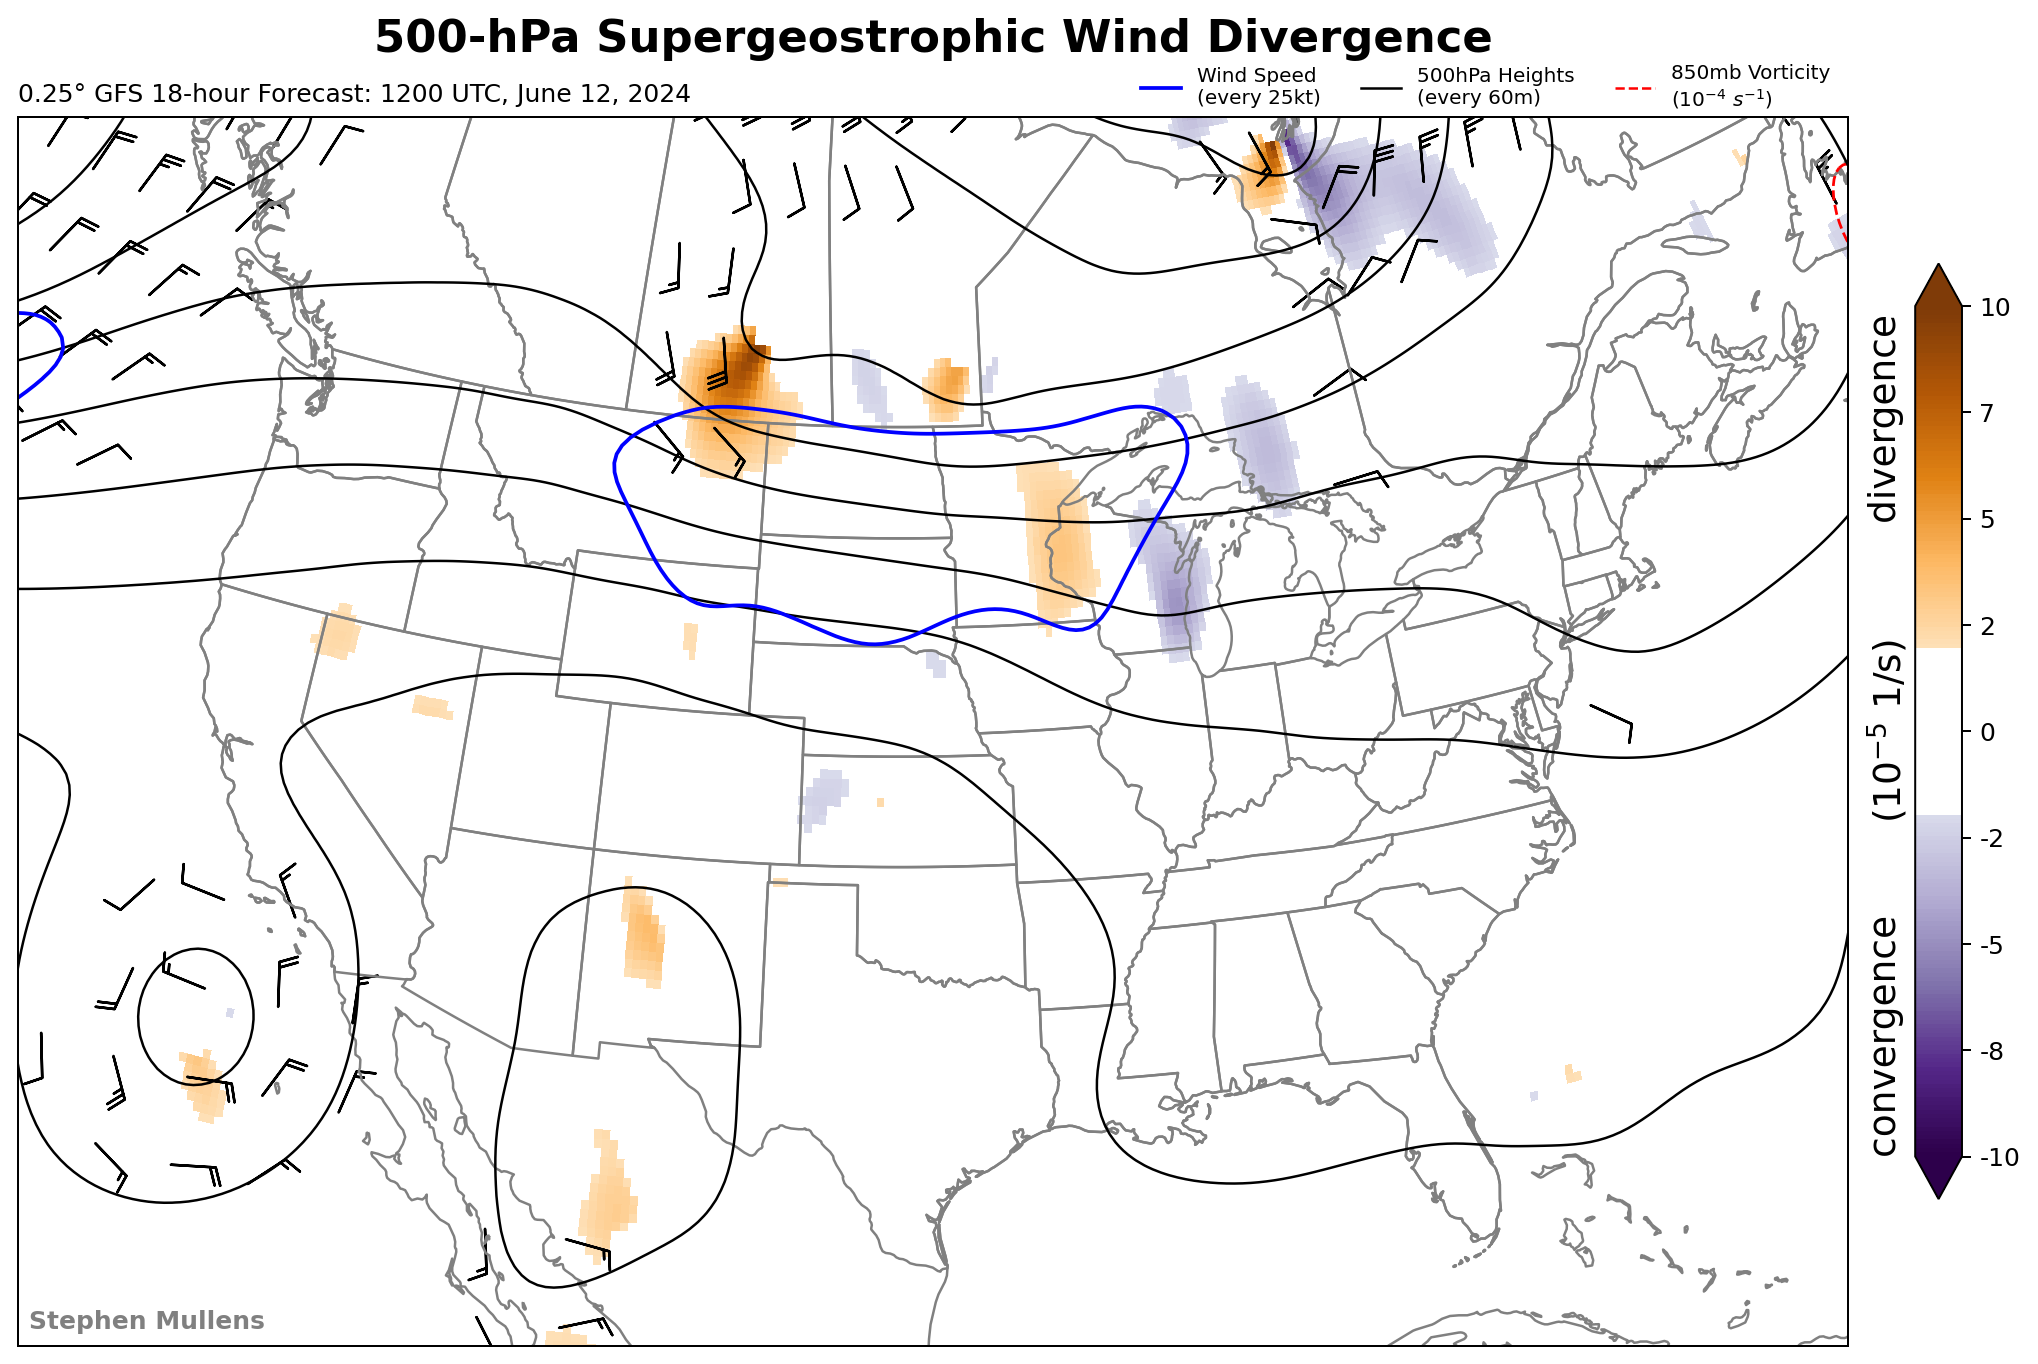 500-hPa Supergeostrophic Wind Divergence
0.25° GFS 18-hour Forecast: 1200 UTC, June 12, 2024
Wind Speed
(every 25kt)
500hPa Heights
(every 60m)
850mb Vorticity
(10⁻⁴ s⁻¹)
10
7
5
2
0
-2
-5
-8
-10
convergence (10⁻⁵ 1/s) divergence
Stephen Mullens